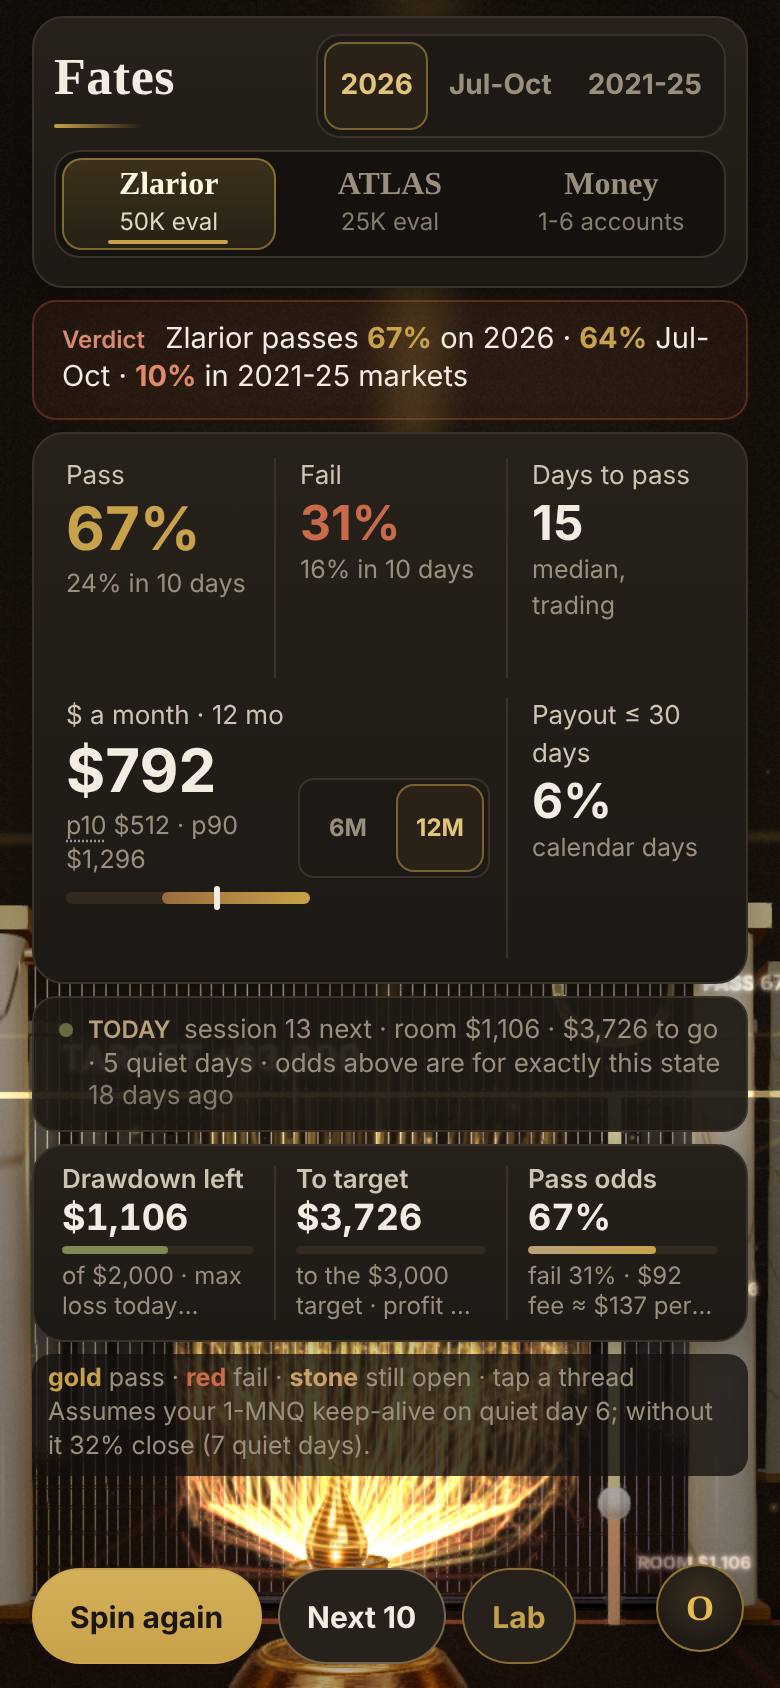 Fates
2026 Jul-Oct 2021-25
Zlarior ATLAS Money
50K eval 25K eval 1-6 accounts
Verdict Zlarior passes 67% on 2026 · 64% Jul-
Oct · 10% in 2021-25 markets
Pass Fail Days to pass
67% 31% 15
24% in 10 days 16% in 10 days median,
trading
$ a month · 12 mo
$792
p10 $512 · p90
$1,296
6M 12M
Payout ≤ 30
days
6%
calendar days
PASS 67
TODAY session 13 next · room $1,106 · $3,726 to go
· 5 quiet days · odds above are for exactly this state
18 days ago
Drawdown left To target Pass odds
$1,106 $3,726 67%
of $2,000 · max to the $3,000 fail 31% · $92
loss today... target · profit ... fee ≈ $137 per...
gold pass · red fail · stone still open · tap a thread
Assumes your 1-MNQ keep-alive on quiet day 6; without
it 32% close (7 quiet days).
ROOM $1,106
Spin again Next 10 Lab O